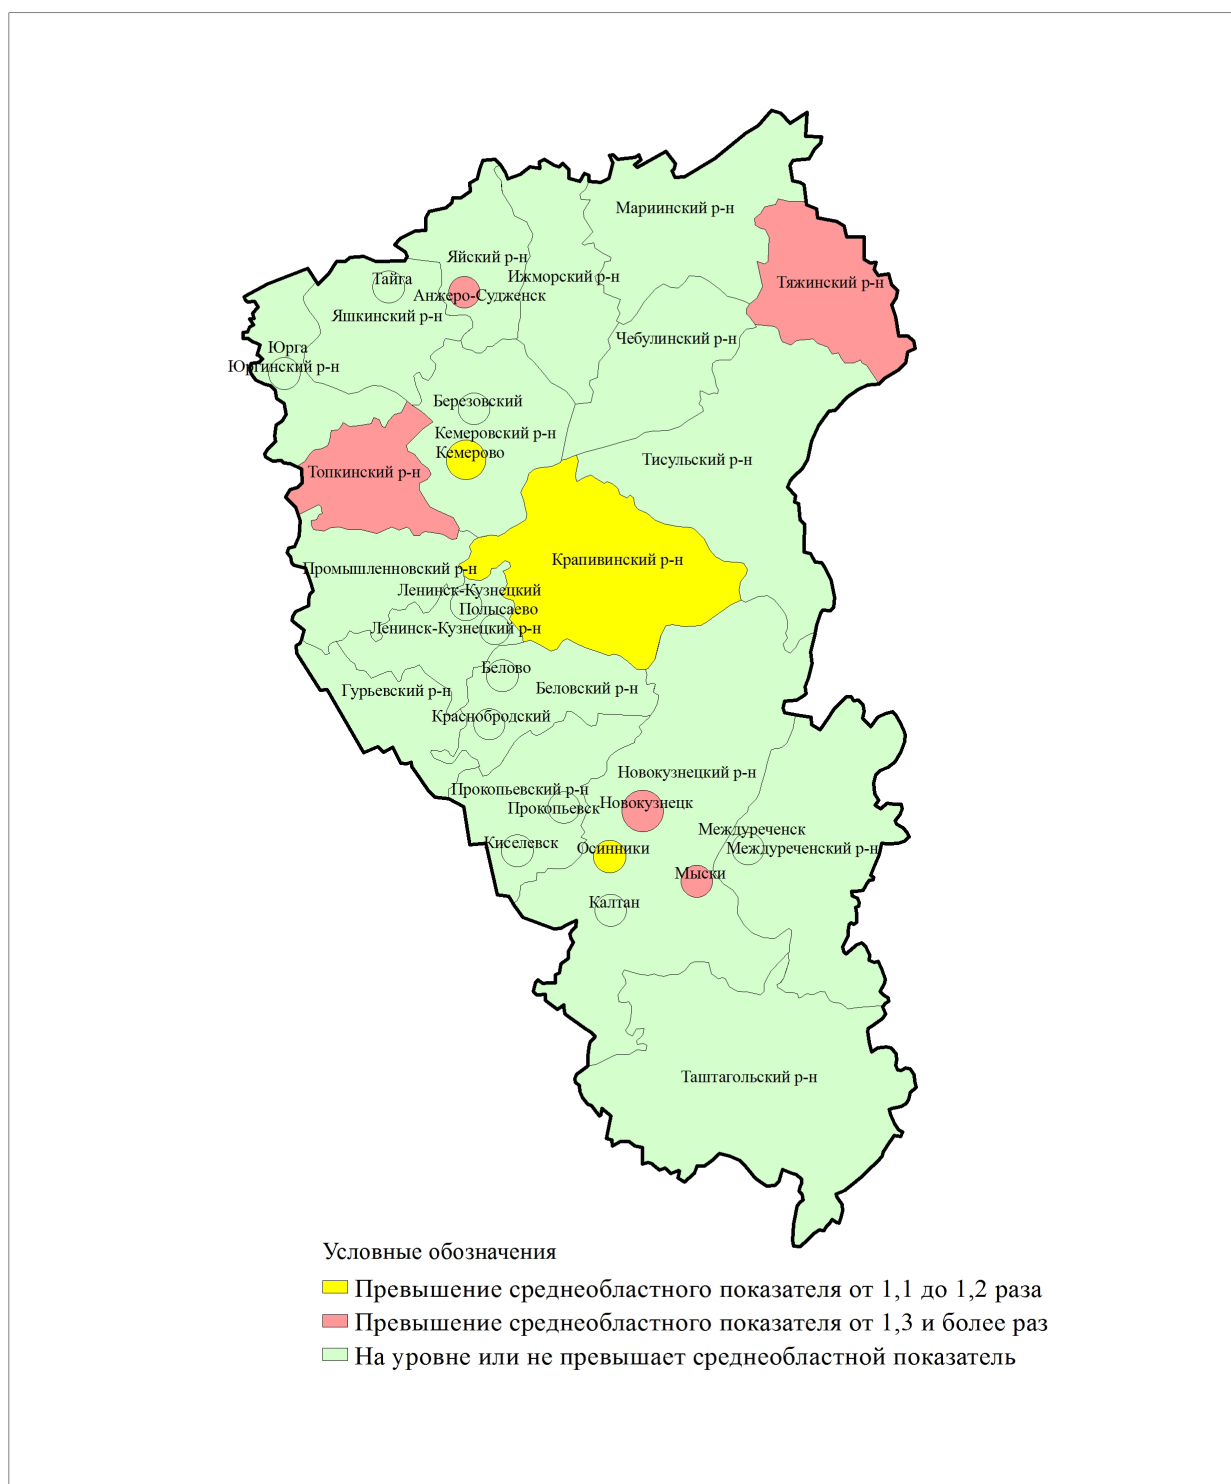 Мариинский р-н
Яйский р-н
Ижморский р-н
Тайга
Тяжинский р-н
Анжеро-Судженск
Яшкинский р-н
Чебулинский р-н
Юрга
Юргинский р-н
Березовский
Кемеровский р-н
Кемерово
Тисульский р-н
Топкинский р-н
Крапивинский р-н
Промышленновский р-н
Ленинск-Кузнецкий
Полысаево
Ленинск-Кузнецкий р-н
Белово
Беловский р-н
Гурьевский р-н
Краснобродский
Новокузнецкий р-н
Прокопьевский р-н
Прокопьевск
Новокузнецк
Междуреченск
Киселевск
Осинники
Междуреченский р-н
Мыски
Калтан
Таштагольский р-н
Условные обозначения
Превышение среднеобластного показателя от 1,1 до 1,2 раза
Превышение среднеобластного показателя от 1,3 и более раз
На уровне или не превышает среднеобластной показатель